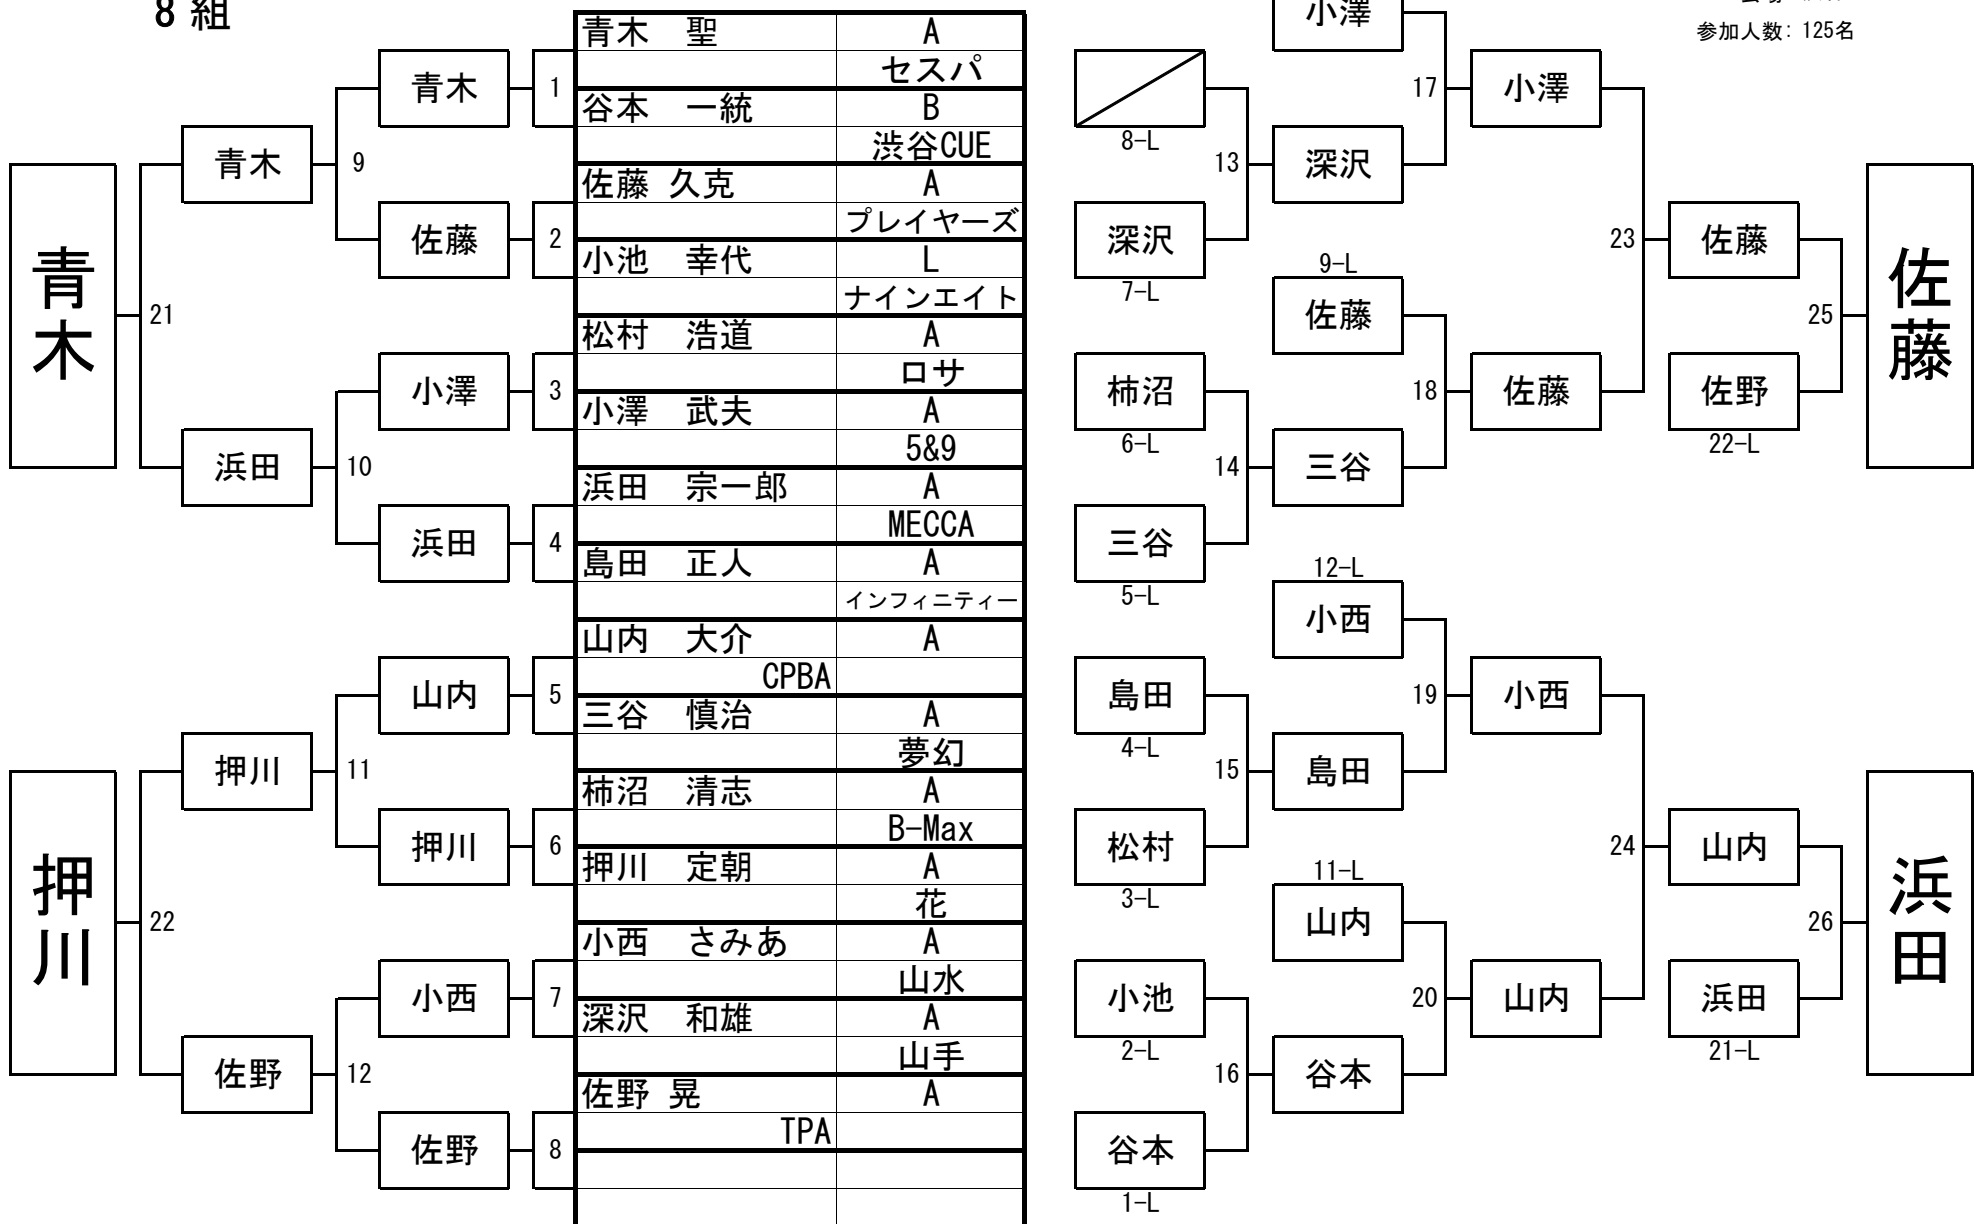 8 組
参加人数: 125名
青木 聖 A
セスパ
谷本 一統 B
渋谷CUE
佐藤 久克 A
プレイヤーズ
小池 幸代 L
ナインエイト
松村 浩道 A
ロサ
小澤 武夫 A
5&9
浜田 宗一郎 A
MECCA
島田 正人 A
インフィニティー
山内 大介 A
CPBA
三谷 慎治 A
夢幻
柿沼 清志 A
B-Max
押川 定朝 A
花
小西 さみあ A
山水
深沢 和雄 A
山手
佐野 晃 A
TPA
青木
21
押川
22
青木
9
浜田
10
押川
11
佐野
12
青木
1
佐藤
2
小澤
3
浜田
4
山内
5
押川
6
小西
7
佐野
8
8-L
13
深沢
7-L
柿沼
6-L
14
三谷
5-L
島田
4-L
15
松村
3-L
小池
2-L
16
谷本
1-L
小澤
17
深沢
9-L
佐藤
18
三谷
12-L
小西
19
島田
11-L
山内
20
谷本
小澤
23
佐藤
小西
24
山内
佐藤
25
佐野
22-L
山内
26
浜田
21-L
佐藤
浜田